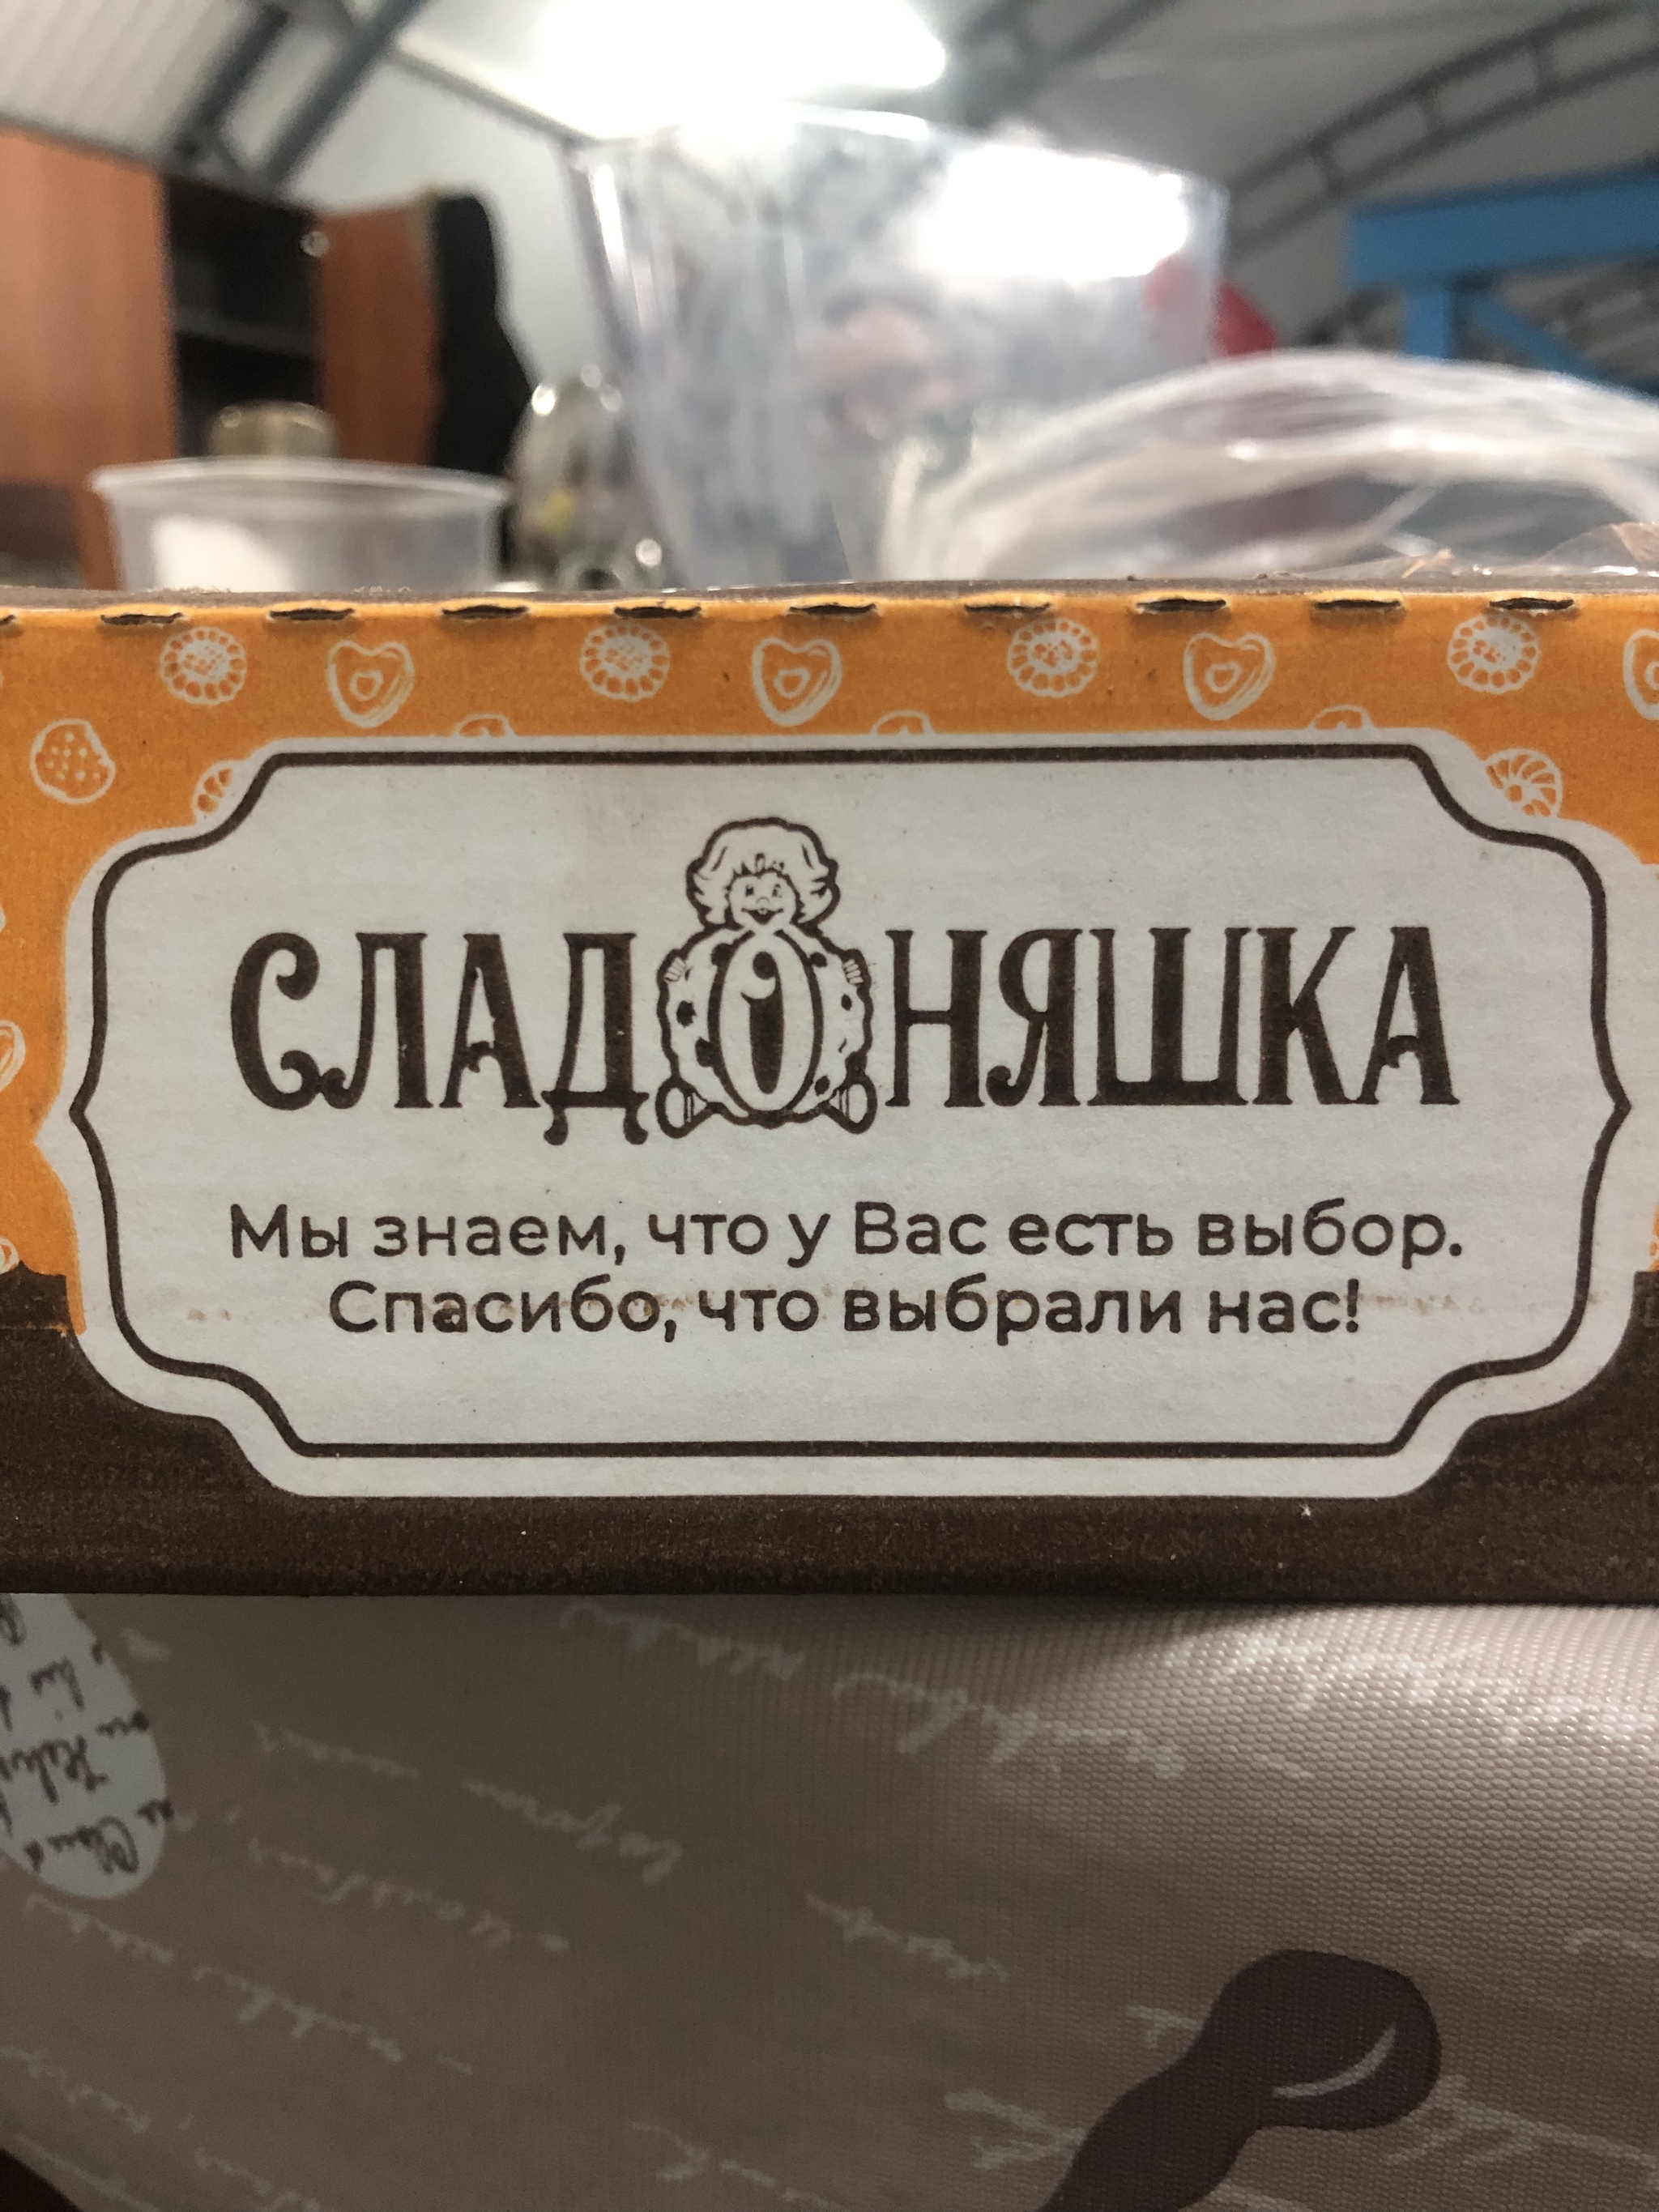 СЛАДОНЯШКА
Мы знаем, что у Вас есть выбор.
Спасибо, что выбрали нас!